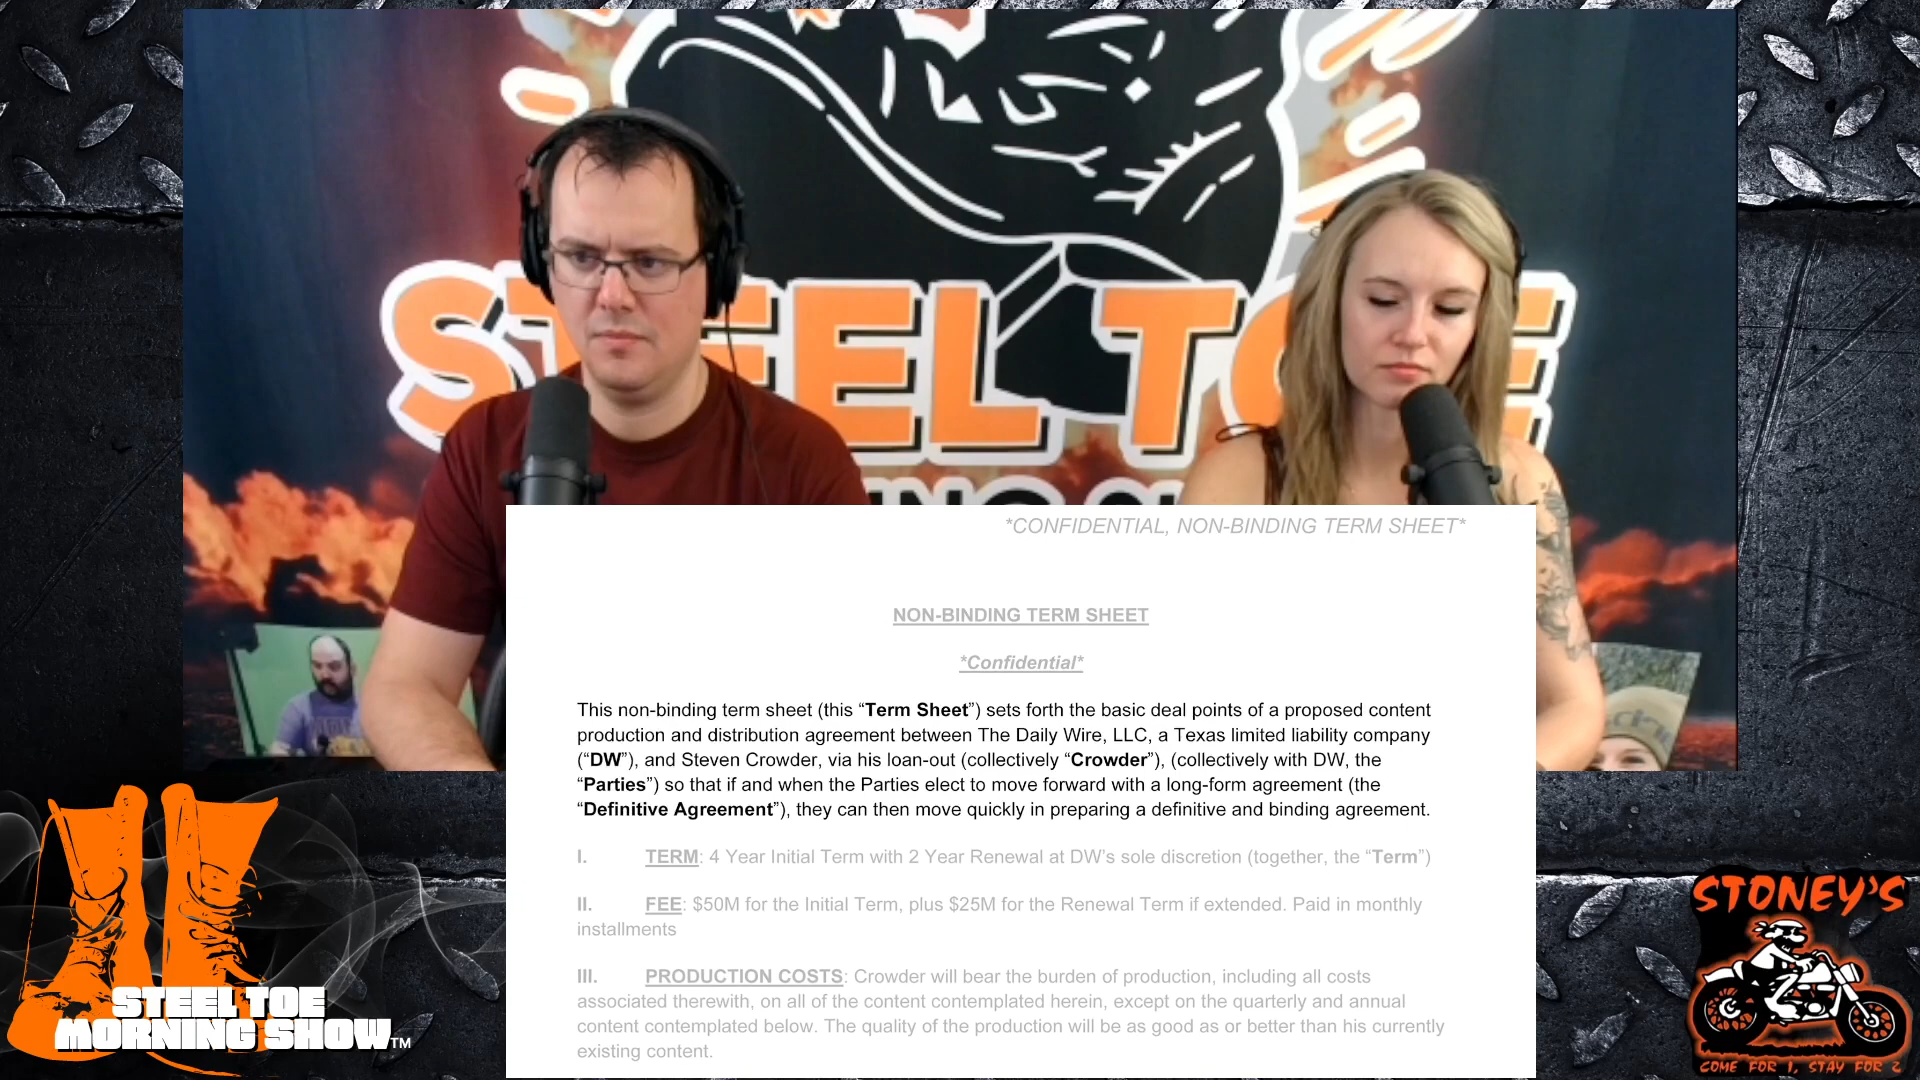 STEEL TOE
*CONFIDENTIAL, NON-BINDING TERM SHEET*
NON-BINDING TERM SHEET
*Confidential*
This non-binding term sheet (this “Term Sheet”) sets forth the basic deal points of a proposed content
production and distribution agreement between The Daily Wire, LLC, a Texas limited liability company
(“DW”), and Steven Crowder, via his loan-out (collectively “Crowder”), (collectively with DW, the
“Parties”) so that if and when the Parties elect to move forward with a long-form agreement (the
“Definitive Agreement”), they can then move quickly in preparing a definitive and binding agreement.
I. TERM: 4 Year Initial Term with 2 Year Renewal at DW’s sole discretion (together, the “Term”)
II. FEE: $50M for the Initial Term, plus $25M for the Renewal Term if extended. Paid in monthly
installments
III. PRODUCTION COSTS: Crowder will bear the burden of production, including all costs
associated therewith, on all of the content contemplated herein, except on the quarterly and annual
content contemplated below. The quality of the production will be as good as or better than his currently
existing content.
STEEL TOE
MORNING SHOW™
STONEY'S
COME FOR 1, STAY FOR 2